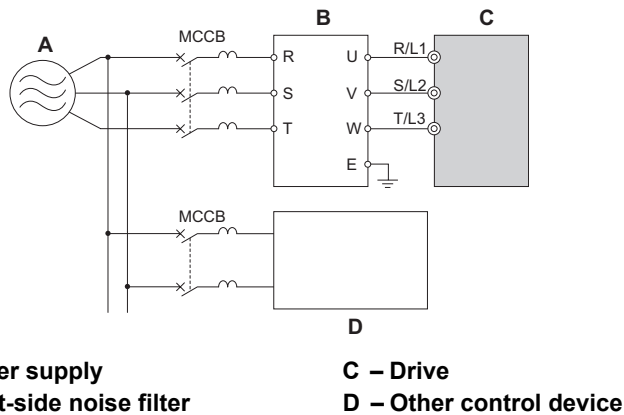 A
MCCB
B
C
R
U
R/L1
S
V
S/L2
T
W
T/L3
E
MCCB
D
er supply
C – Drive
t-side noise filter
D – Other control device